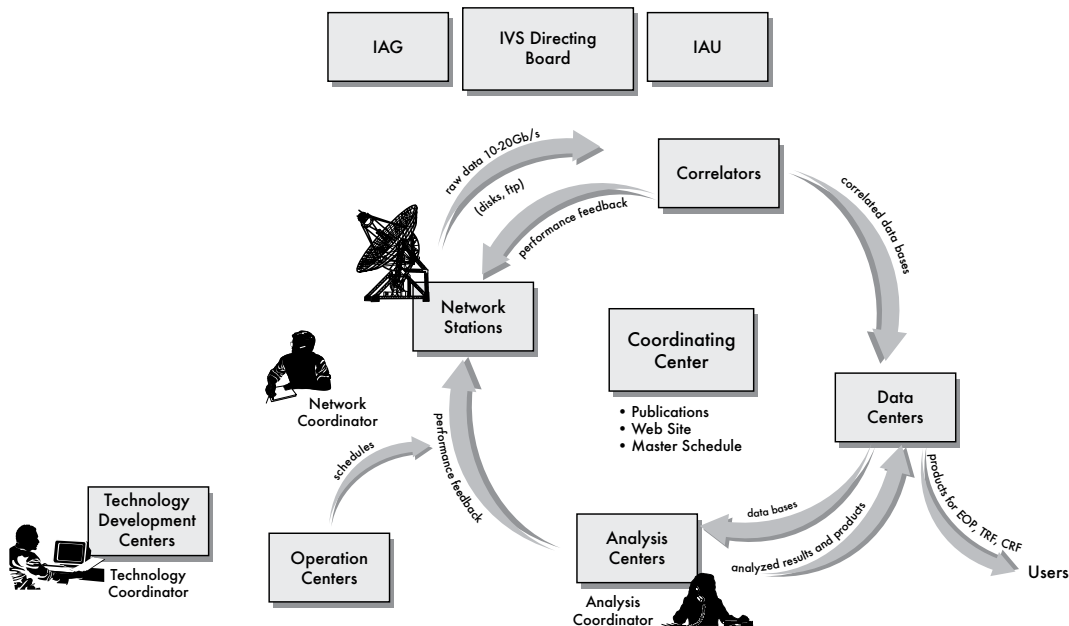 IAG
IVS Directing
Board
IAU
raw data 10-20Gb/s
(disks, ftp)
performance feedback
Correlators
correlated data bases
Network
Stations
Coordinating
Center
• Publications
• Web Site
• Master Schedule
Data
Centers
Network
Coordinator
schedules
performance feedback
data bases
analyzed results and products
products for EOP, TRF, CRF
Users
Technology
Development
Centers
Technology
Coordinator
Operation
Centers
Analysis
Centers
Analysis
Coordinator